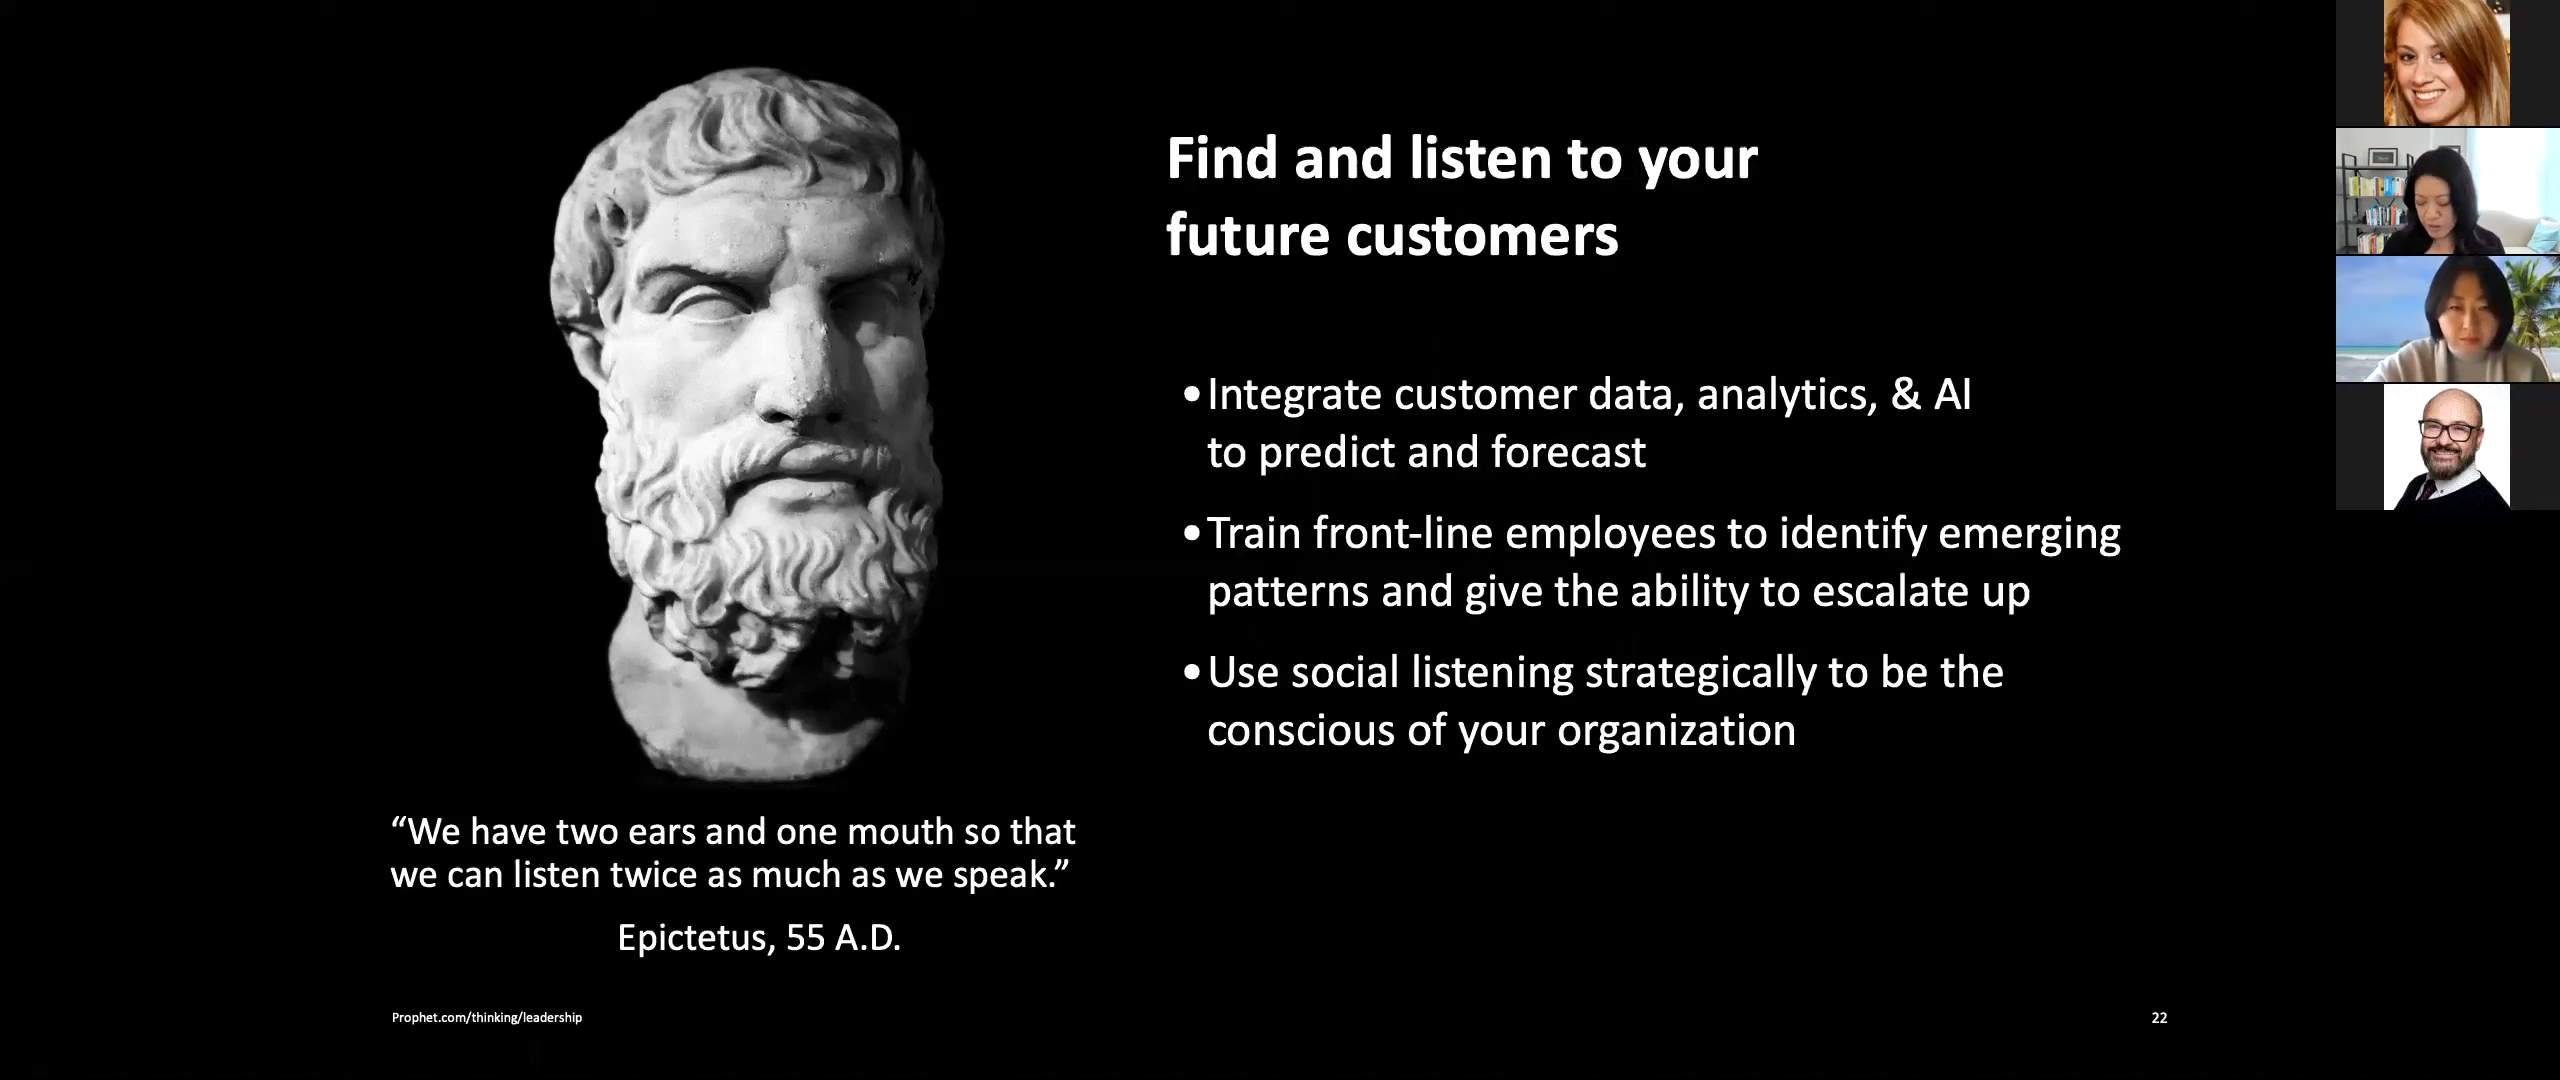 Find and listen to your
future customers
•Integrate customer data, analytics, & AI
to predict and forecast
•Train front-line employees to identify emerging
patterns and give the ability to escalate up
•Use social listening strategically to be the
conscious of your organization
“We have two ears and one mouth so that
we can listen twice as much as we speak.”
Epictetus, 55 A.D.
Prophet.com/thinking/leadership
22